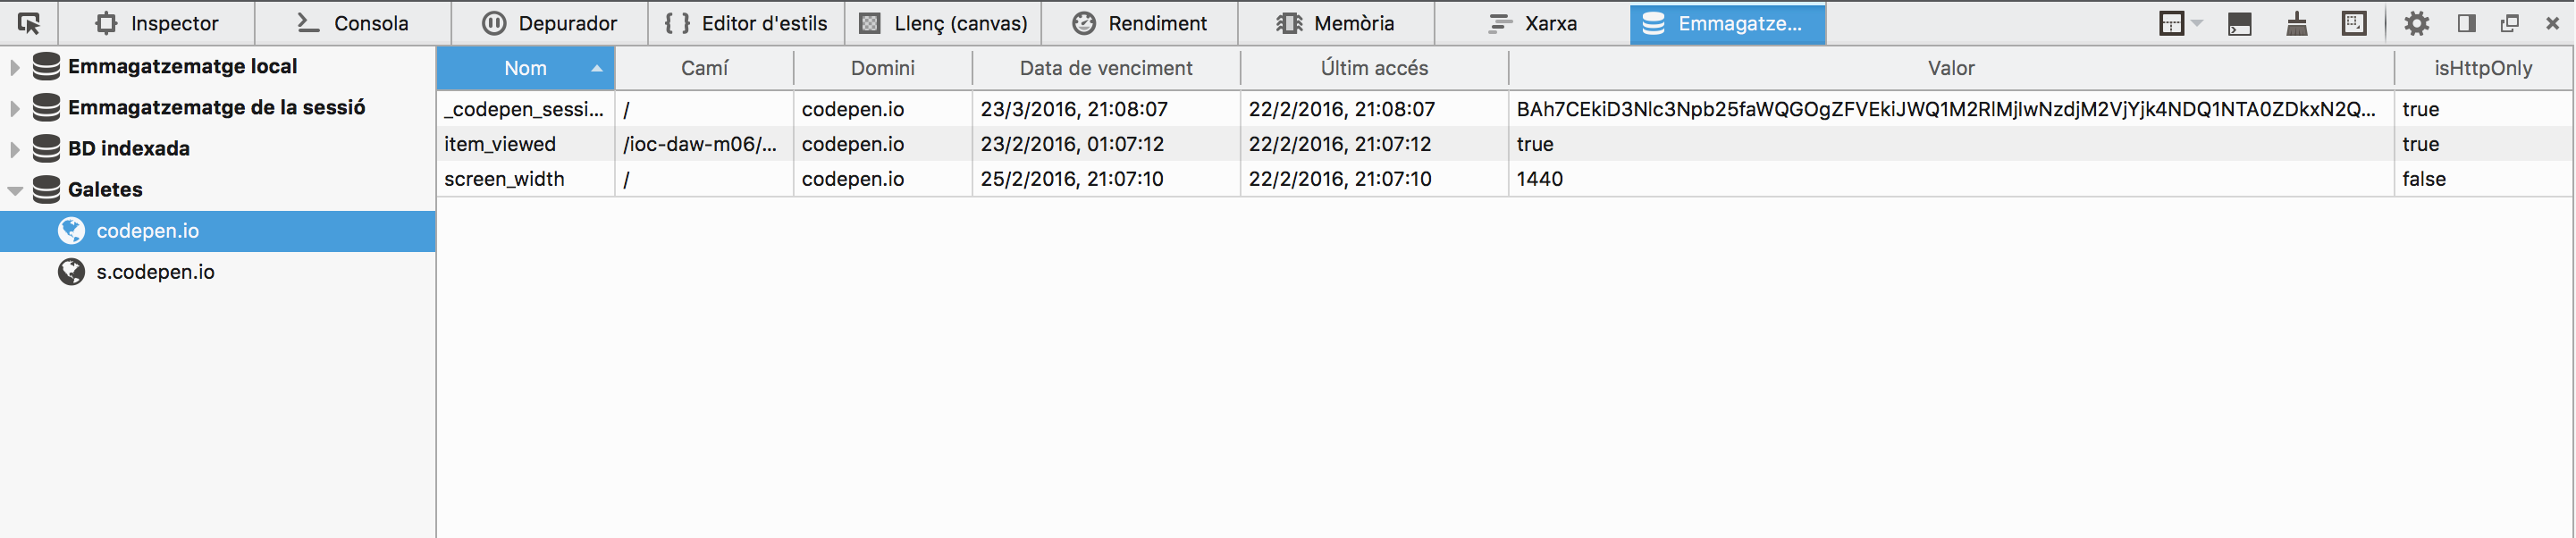 Inspector Consola Depurador { } Editor d'estils Llenç (canvas) Rendiment Memòria Xarxa Emmagatze...
Emmagatzematge local
Emmagatzematge de la sessió
BD indexada
Galetes
codepen.io
s.codepen.io
Nom Camí Domini Data de venciment Últim accés Valor isHttpOnly
_codepen_sessi... / codepen.io 23/3/2016, 21:08:07 22/2/2016, 21:08:07 BAh7CEkiD3Nlc3Npb25faWQGOgZFVEkiJWQ1M2RlMjIwNzdjM2VjYjk4NDQ1NTA0ZDkxN2Q... true
item_viewed /ioc-daw-m06/... codepen.io 23/2/2016, 01:07:12 22/2/2016, 21:07:12 true true
screen_width / codepen.io 25/2/2016, 21:07:10 22/2/2016, 21:07:10 1440 false